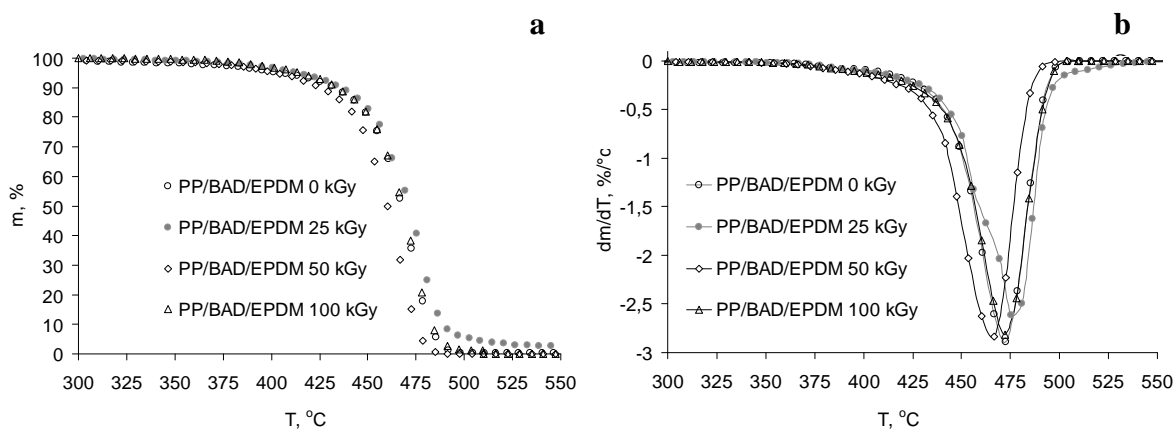 a
100
90
80
70
60
50
40
30
20
10
0
m, %
PP/BAD/EPDM 0 kGy
PP/BAD/EPDM 25 kGy
PP/BAD/EPDM 50 kGy
PP/BAD/EPDM 100 kGy
300 325 350 375 400 425 450 475 500 525 550
T, °C
b
0
-0,5
-1
-1,5
-2
-2,5
-3
dm/dT, %/°c
PP/BAD/EPDM 0 kGy
PP/BAD/EPDM 25 kGy
PP/BAD/EPDM 50 kGy
PP/BAD/EPDM 100 kGy
300 325 350 375 400 425 450 475 500 525 550
T, °C